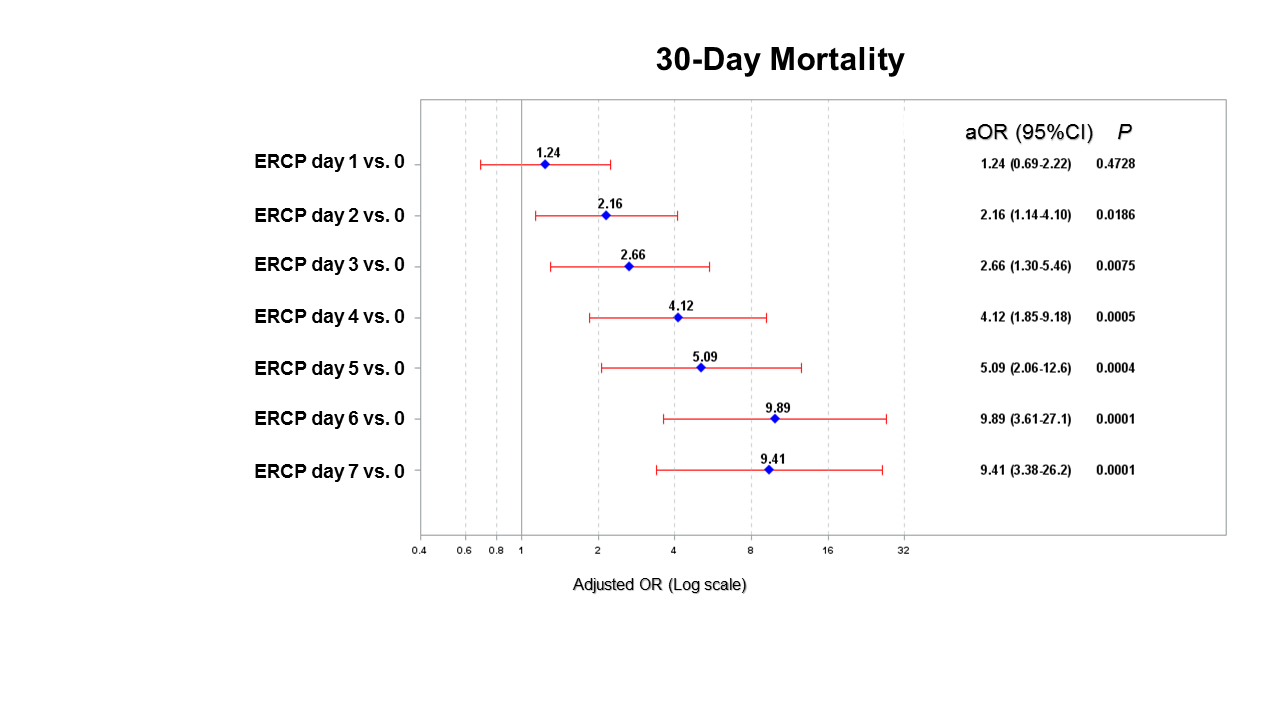 30-Day Mortality
aOR (95%CI) P
ERCP day 1 vs. 0 1.24 1.24 (0.69-2.22) 0.4728
ERCP day 2 vs. 0 2.16 2.16 (1.14-4.10) 0.0186
ERCP day 3 vs. 0 2.66 2.66 (1.30-5.46) 0.0075
ERCP day 4 vs. 0 4.12 4.12 (1.85-9.18) 0.0005
ERCP day 5 vs. 0 5.09 5.09 (2.06-12.6) 0.0004
ERCP day 6 vs. 0 9.89 9.89 (3.61-27.1) 0.0001
ERCP day 7 vs. 0 9.41 9.41 (3.38-26.2) 0.0001
0.4 0.6 0.8 1 2 4 8 16 32
Adjusted OR (Log scale)